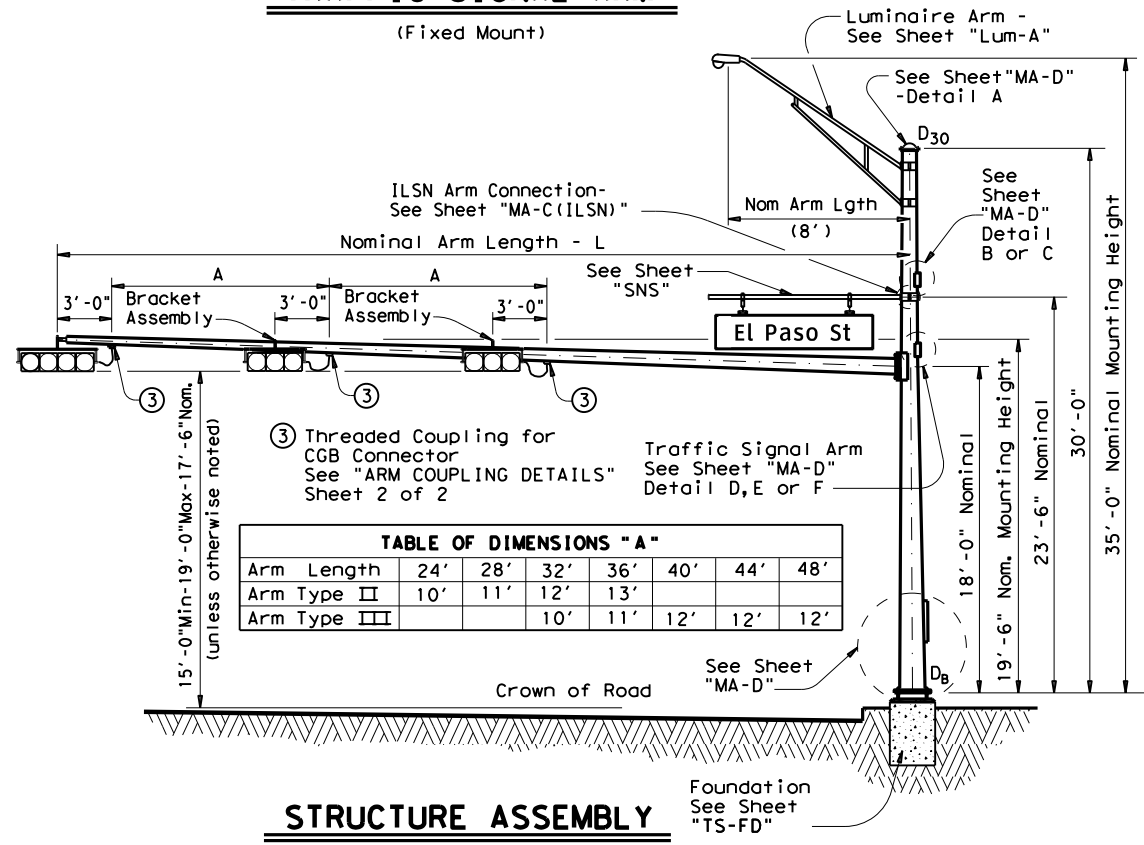 (Fixed Mount)
Luminaire Arm -
See Sheet "Lum-A"
See Sheet"MA-D"
-Detail A
D30
See
Sheet
"MA-D"
Detail
B or C
ILSN Arm Connection-
See Sheet "MA-C(ILSN)"
Nom Arm Lgth
(8')
Nominal Arm Length - L
See Sheet
"SNS"
A
A
3'-0"
Bracket
Assembly
3'-0"
Bracket
Assembly
3'-0"
El Paso St
3
3
3
3 Threaded Coupling for
CGB Connector
See "ARM COUPLING DETAILS"
Sheet 2 of 2
Traffic Signal Arm
See Sheet "MA-D"
Detail D,E or F
15'-0"Min-19'-0"Max-17'-6"Nom.
(unless otherwise noted)
18'-0" Nominal
19'-6" Nom. Mounting Height
23'-6" Nominal
30'-0"
35'-0" Nominal Mounting Height
TABLE OF DIMENSIONS "A"
Arm Length 24' 28' 32' 36' 40' 44' 48'
Arm Type II 10' 11' 12' 13'
Arm Type III 10' 11' 12' 12' 12'
See Sheet
"MA-D"
DB
Crown of Road
Foundation
See Sheet
"TS-FD"
STRUCTURE ASSEMBLY